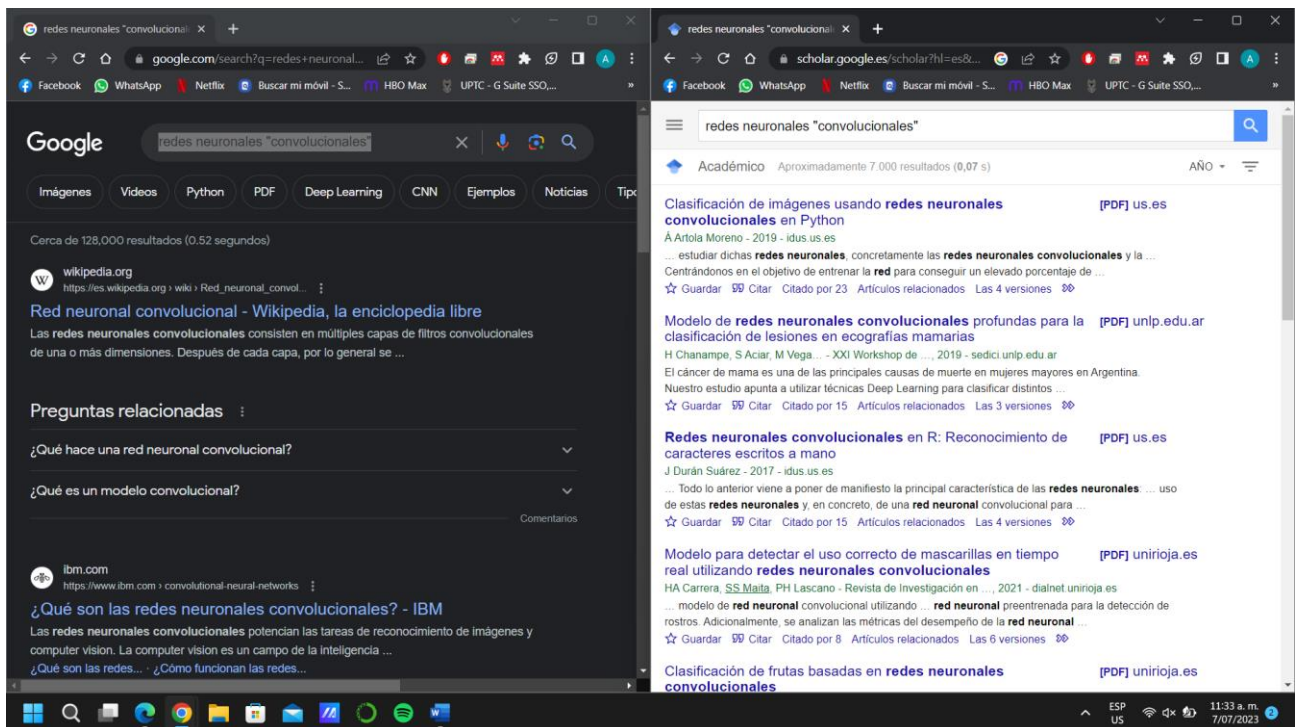 redes neuronales "convolucional
google.com/search?q=redes+neuronal...
Facebook WhatsApp Netflix Buscar mi móvil - S... HBO Max UPTC - G Suite SSO,... »
Google
redes neuronales "convolucionales"
Imágenes Videos Python PDF Deep Learning CNN Ejemplos Noticias Tipo
Cerca de 128,000 resultados (0.52 segundos)
wikipedia.org
https://es.wikipedia.org › wiki › Red_neuronal_convol...
Red neuronal convolucional - Wikipedia, la enciclopedia libre
Las redes neuronales convolucionales consisten en múltiples capas de filtros convolucionales
de una o más dimensiones. Después de cada capa, por lo general se ...
Preguntas relacionadas
¿Qué hace una red neuronal convolucional?
¿Qué es un modelo convolucional?
Comentarios
ibm.com
https://www.ibm.com › convolutional-neural-networks
¿Qué son las redes neuronales convolucionales? - IBM
Las redes neuronales convolucionales potencian las tareas de reconocimiento de imágenes y
computer vision. La computer vision es un campo de la inteligencia ...
¿Qué son las redes... · ¿Cómo funcionan las redes...
redes neuronales "convolucional
scholar.google.es/scholar?hl=es&...
Facebook WhatsApp Netflix Buscar mi móvil - S... HBO Max UPTC - G Suite SSO,... »
redes neuronales "convolucionales"
Académico Aproximadamente 7.000 resultados (0,07 s) AÑO
Clasificación de imágenes usando redes neuronales [PDF] us.es
convolucionales en Python
Á Artola Moreno - 2019 - idus.us.es
... estudiar dichas redes neuronales, concretamente las redes neuronales convolucionales y la ...
Centrándonos en el objetivo de entrenar la red para conseguir un elevado porcentaje de ...
Guardar Citar Citado por 23 Artículos relacionados Las 4 versiones
Modelo de redes neuronales convolucionales profundas para la [PDF] unlp.edu.ar
clasificación de lesiones en ecografías mamarias
H Chanampe, S Aciar, M Vega... - XXI Workshop de ..., 2019 - sedici.unlp.edu.ar
El cáncer de mama es una de las principales causas de muerte en mujeres mayores en Argentina.
Nuestro estudio apunta a utilizar técnicas Deep Learning para clasificar distintos ...
Guardar Citar Citado por 15 Artículos relacionados Las 3 versiones
Redes neuronales convolucionales en R: Reconocimiento de [PDF] us.es
caracteres escritos a mano
J Durán Suárez - 2017 - idus.us.es
... Todo lo anterior viene a poner de manifiesto la principal característica de las redes neuronales: ... uso
de estas redes neuronales y, en concreto, de una red neuronal convolucional para ...
Guardar Citar Citado por 15 Artículos relacionados Las 4 versiones
Modelo para detectar el uso correcto de mascarillas en tiempo [PDF] unirioja.es
real utilizando redes neuronales convolucionales
HA Carrera, SS Maita, PH Lascano - Revista de Investigación en ..., 2021 - dialnet.unirioja.es
... modelo de red neuronal convolucional utilizando ... red neuronal preentrenada para la detección de
rostros. Adicionalmente, se analizan las métricas del desempeño de la red neuronal ...
Guardar Citar Citado por 8 Artículos relacionados Las 6 versiones
Clasificación de frutas basadas en redes neuronales [PDF] unirioja.es
convolucionales
ESP
US
11:33 a. m.
7/07/2023
2